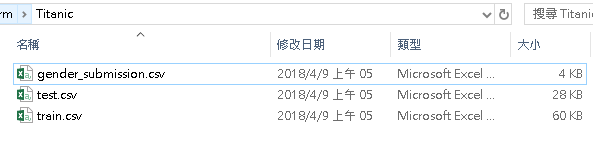 rm > Titanic 搜尋 Titanic
名稱 修改日期 類型 大小
gender_submission.csv 2018/4/9 上午 05 Microsoft Excel ... 4 KB
test.csv 2018/4/9 上午 05 Microsoft Excel ... 28 KB
train.csv 2018/4/9 上午 05 Microsoft Excel ... 60 KB